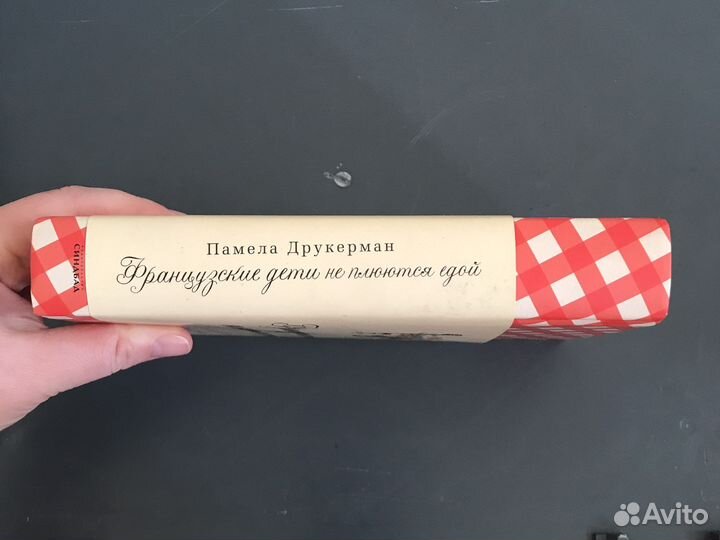 Памела Друкерман
Французские дети не плюются едой
СИНДБАД
Avito